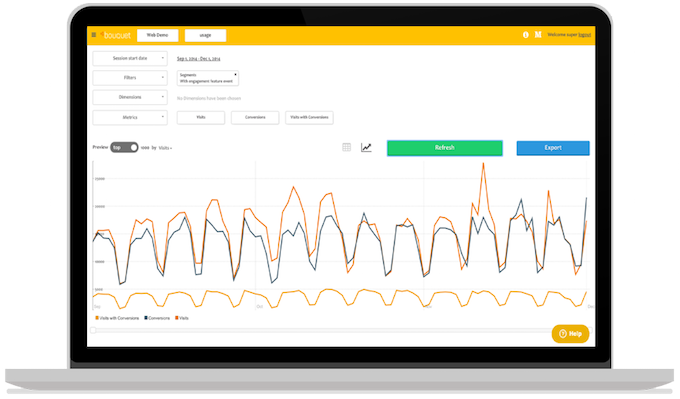 bouquet
Web Demo
usage
Welcome super logout
Session start date
Sep 1, 2014 - Dec 1, 2014
Filters
Segments
With engagement feature event
Dimensions
No Dimensions have been chosen
Metrics
Visits
Conversions
Visits with Conversions
Preview
top
rows by
Visits
Refresh
Export
5000
Visits with Conversions
Conversions
Visits
Help